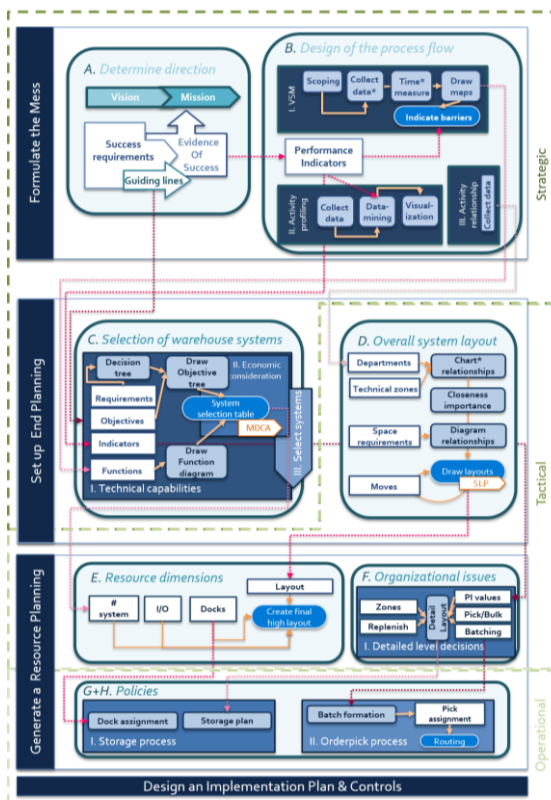 Formulate the Mess
A. Determine direction
Vision
Mission
Success
requirements
Evidence
Of
Success
Guiding lines
B. Design of the process flow
I. VSM
Scoping
Collect
data*
Time*
measure
Draw
maps
Indicate barriers
Performance
Indicators
II. Activity
profiling
Collect
data
Data-
mining
Visual-
ization
III. Activity
relationship
Collect data
Strategic
Set up End Planning
C. Selection of warehouse systems
Decision
tree
Draw
Objective
tree
II. Economic
consideration
Requirements
Objectives
Indicators
Functions
System
selection table
MDCA
Draw
Function
diagram
III. Select systems
I. Technical capabilities
D. Overall system layout
Departments
Technical zones
Chart*
relationships
Closeness
importance
Space
requirements
Diagram
relationships
Draw layouts
SLP
Moves
Tactical
Generate a Resource Planning
E. Resource dimensions
#
system
I/O
Docks
Layout
Create final
high layout
F. Organizational issues
Zones
Replenish
Detail
Layout
PI values
Pick/Bulk
Batching
I. Detailed level decisions
G+H. Policies
Dock assignment
Storage plan
I. Storage process
Batch formation
Pick
assignment
Routing
II. Orderpick process
Operational
Design an Implementation Plan & Controls